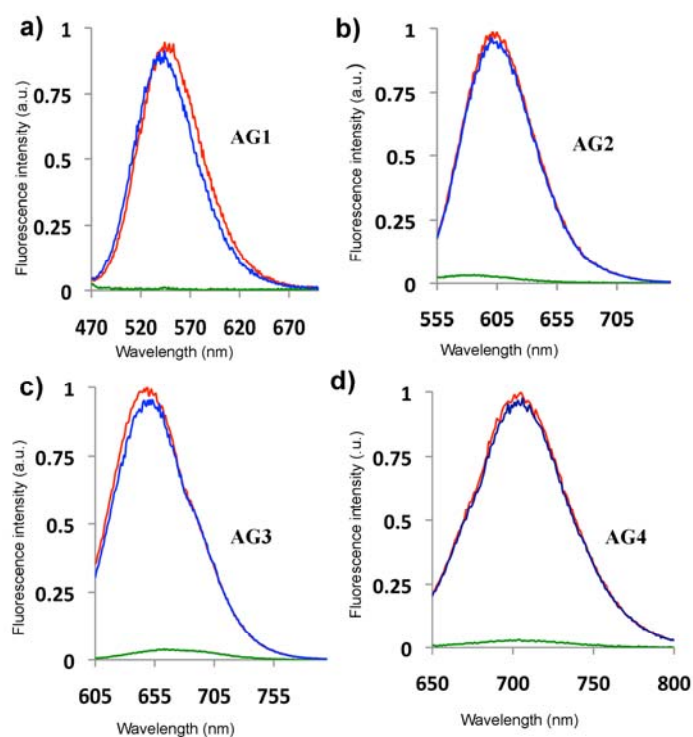 a)
Fluorescence intensity (a.u.)
1
0.75
0.5
0.25
0
AG1
470 520 570 620 670
Wavelength (nm)
b)
Fluorescence intensity (a.u.)
1
0.75
0.5
0.25
0
AG2
555 605 655 705
Wavelength (nm)
c)
Fluorescence intensity (a.u.)
1
0.75
0.5
0.25
0
AG3
605 655 705 755
Wavelength (nm)
d)
Fluorescence intensity (.u.)
1
0.75
0.5
0.25
0
AG4
650 700 750 800
Wavelength (nm)